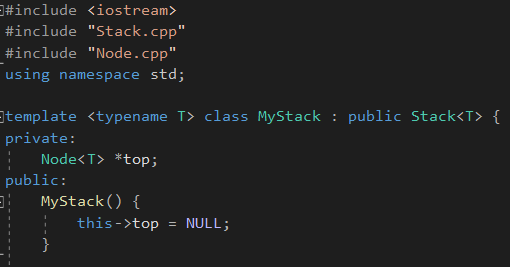 #include <iostream>
#include "Stack.cpp"
#include "Node.cpp"
using namespace std;
template <typename T> class MyStack : public Stack<T> {
private:
Node<T> *top;
public:
MyStack() {
this->top = NULL;
}